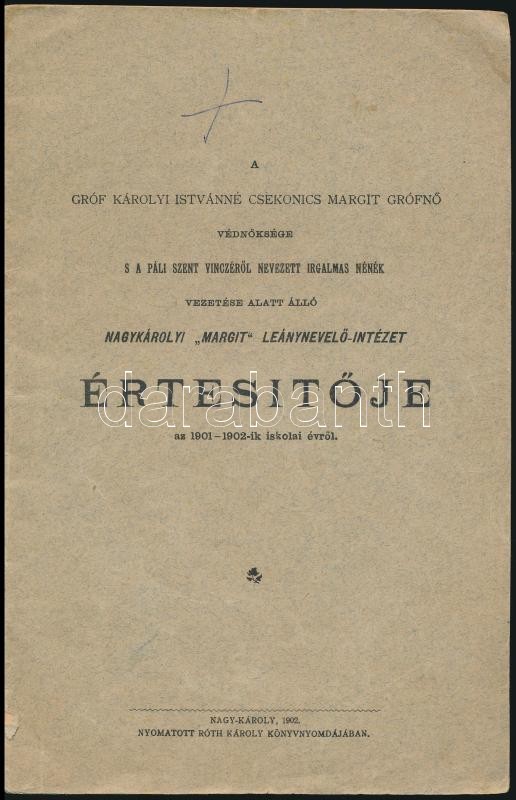 A
GRÓF KÁROLYI ISTVÁNNÉ CSEKONICS MARGIT GRÓFNŐ
VÉDNÖKSÉGE
S A PÁLI SZENT VINCZÉRŐL NEVEZETT IRGALMAS NÉNÉK
VEZETÉSE ALATT ÁLLÓ
NAGYKÁROLYI „MARGIT“ LEÁNYNEVELŐ-INTÉZET
ÉRTESITŐJE
darabanth
az 1901–1902-ik iskolai évről.
NAGY-KÁROLY, 1902.
NYOMATOTT RÓTH KÁROLY KÖNYVNYOMDÁJÁBAN.